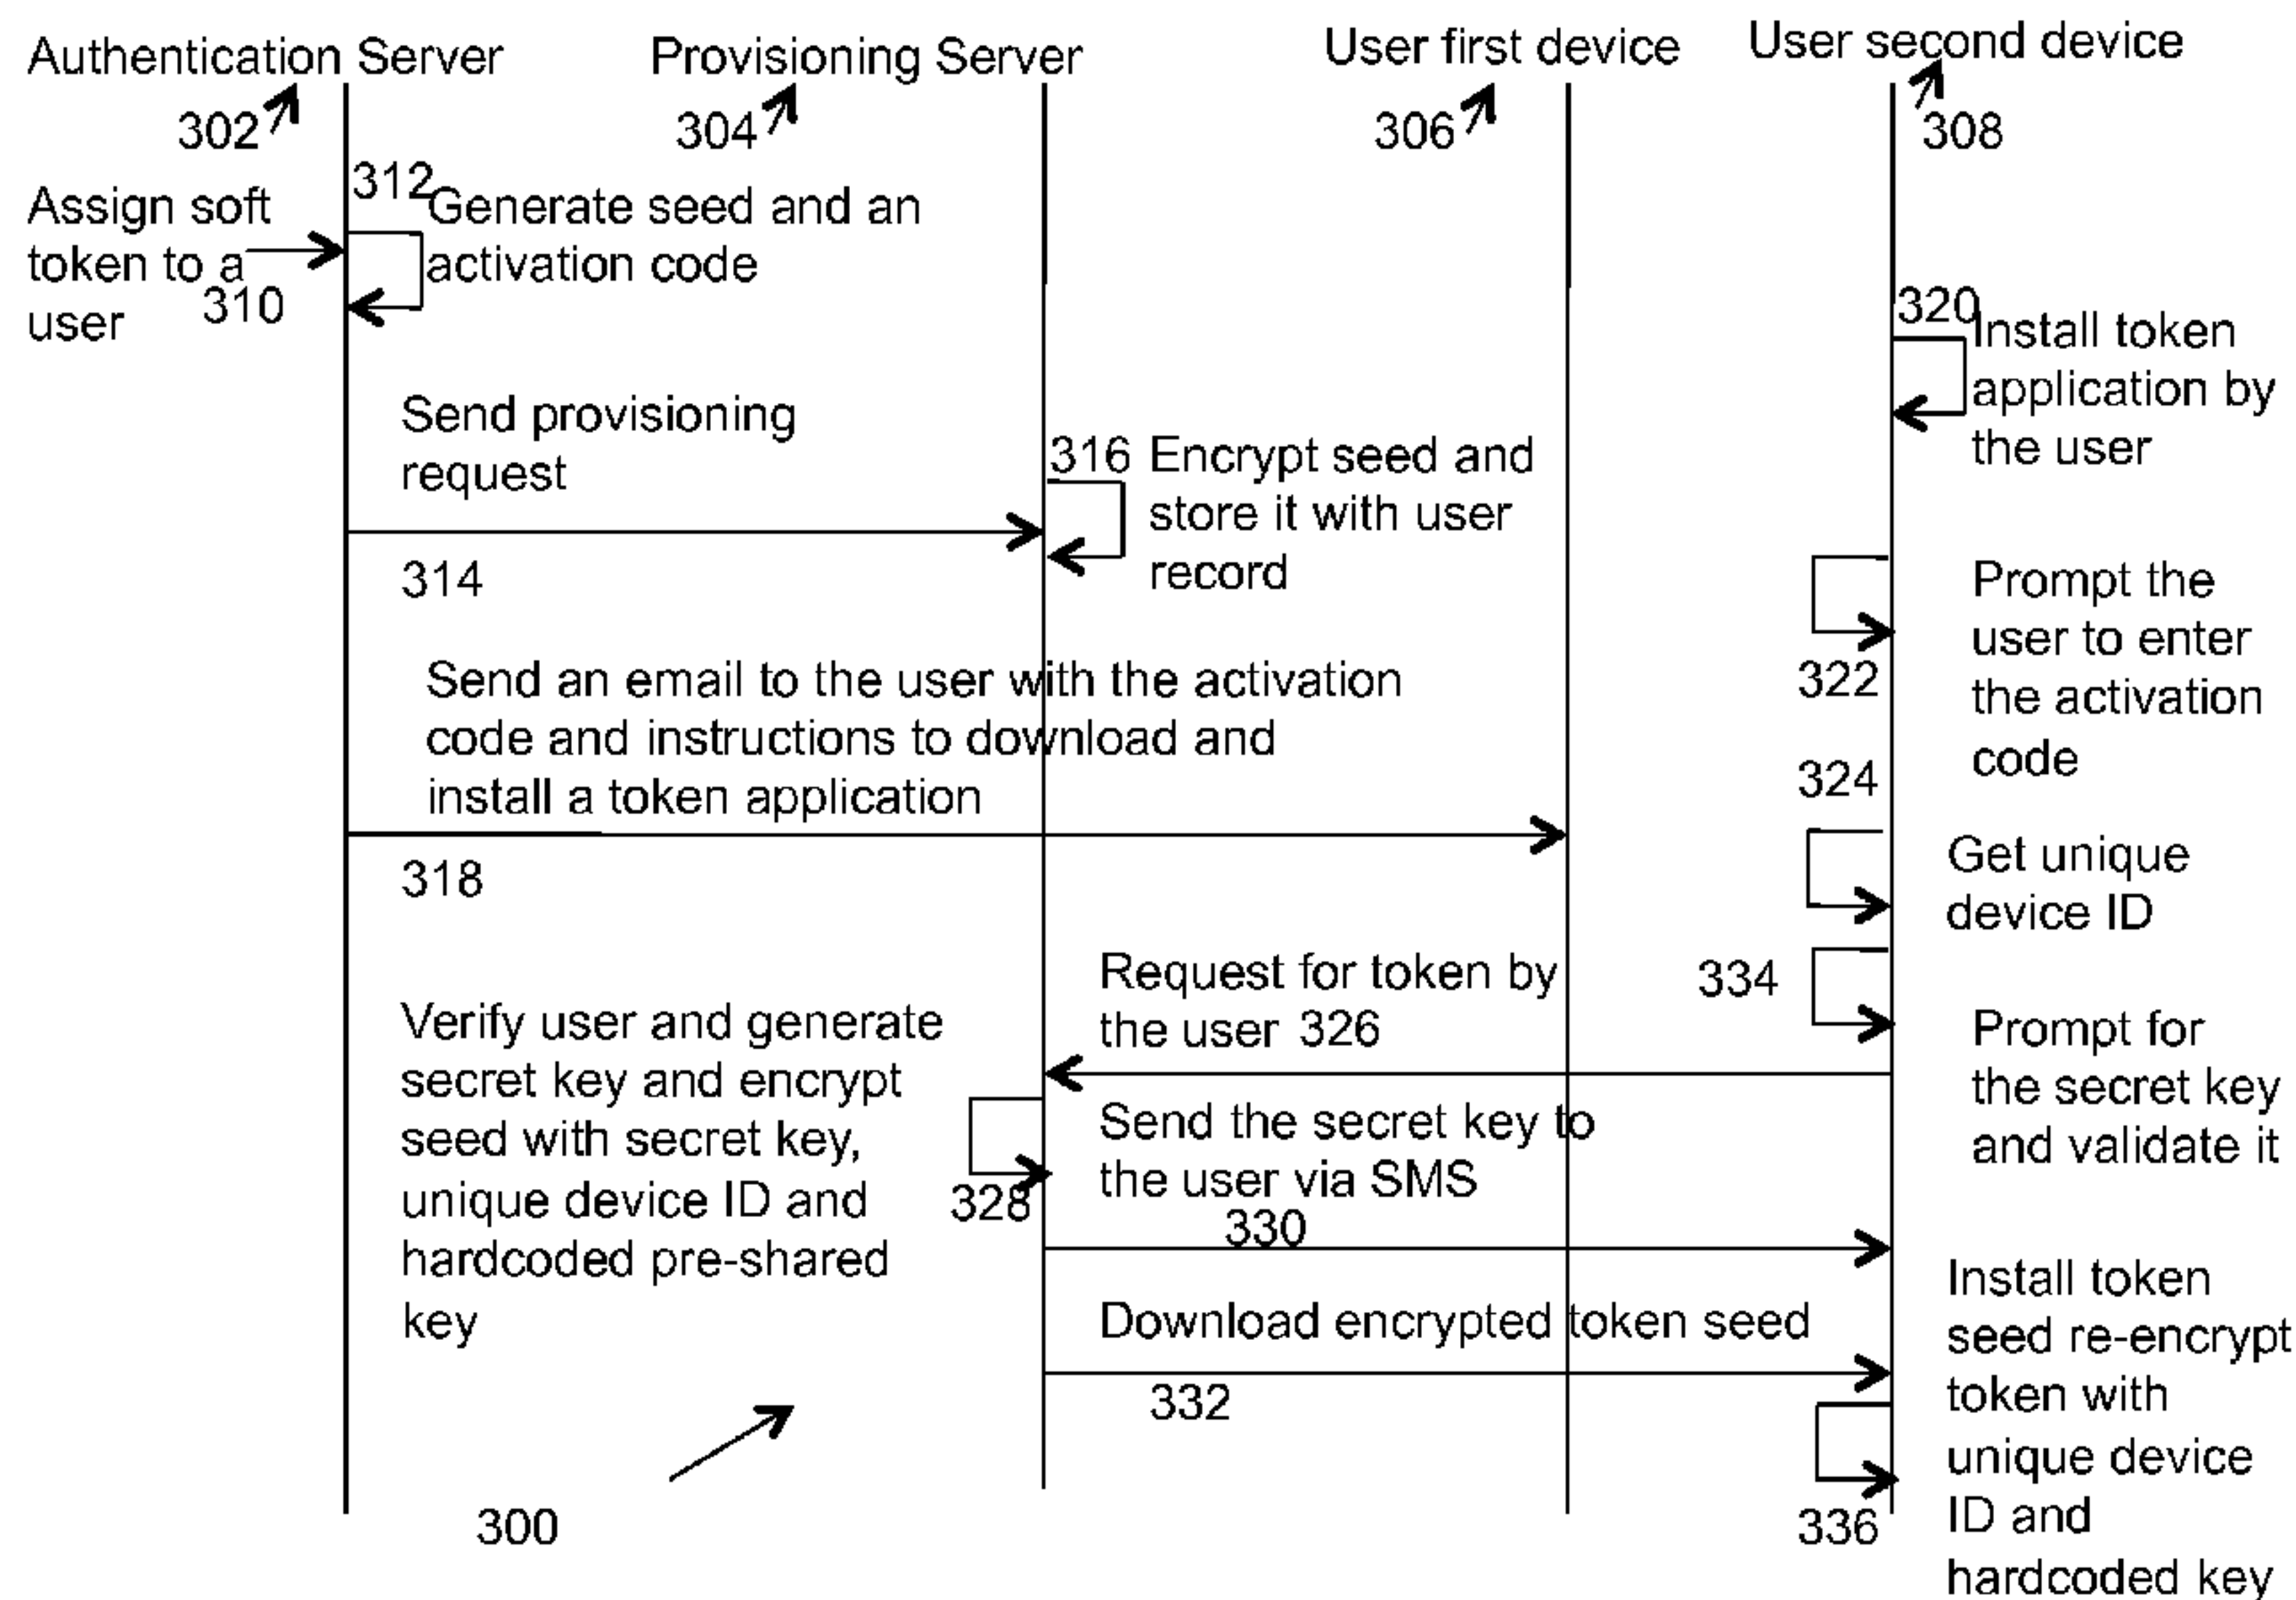 Authentication Server
302
Provisioning Server
304
User first device
306
User second device
308
Assign soft
token to a
user
310
312
Generate seed and an
activation code
320
Install token
application by
the user
Send provisioning
request
314
316
Encrypt seed and
store it with user
record
Prompt the
user to enter
the activation
code
322
Send an email to the user with the activation
code and instructions to download and
install a token application
318
324
Get unique
device ID
Request for token by
the user 326
334
Prompt for
the secret key
and validate it
Verify user and generate
secret key and encrypt
seed with secret key,
unique device ID and
hardcoded pre-shared
key
328
Send the secret key to
the user via SMS
330
Download encrypted token seed
332
Install token
seed re-encrypt
token with
unique device
ID and
hardcoded key
336
300